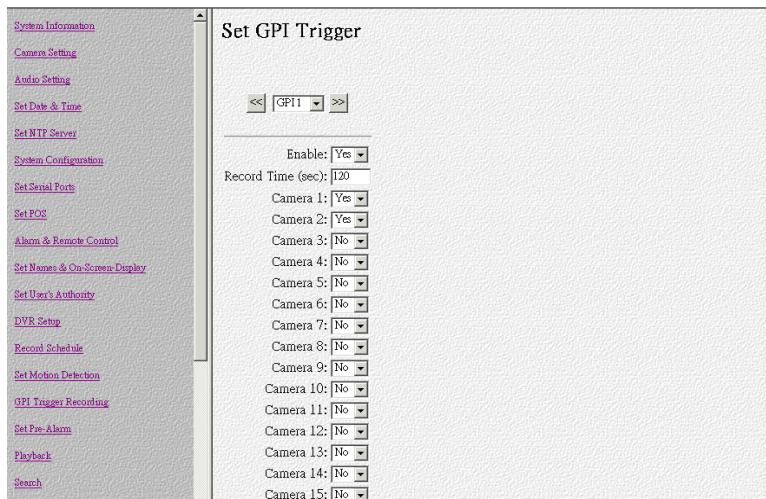 System Information
Camera Setting
Audio Setting
Set Date & Time
Set NTP Server
System Configuration
Set Serial Ports
Set POS
Alarm & Remote Control
Set Names & On-Screen-Display
Set User's Authority
DVR Setup
Record Schedule
Set Motion Detection
GPI Trigger Recording
Set Pre-Alarm
Playback
Search
Set GPI Trigger
<< GPI1 >>
Enable: Yes
Record Time (sec): 120
Camera 1: Yes
Camera 2: Yes
Camera 3: No
Camera 4: No
Camera 5: No
Camera 6: No
Camera 7: No
Camera 8: No
Camera 9: No
Camera 10: No
Camera 11: No
Camera 12: No
Camera 13: No
Camera 14: No
Camera 15: No